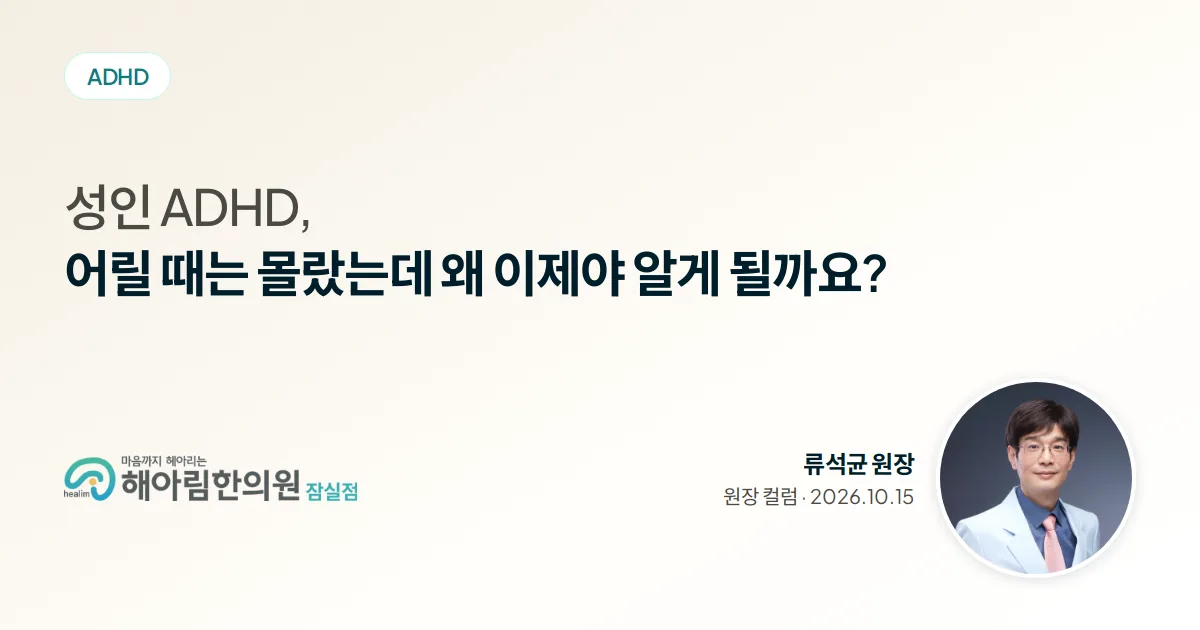 ADHD
성인 ADHD,
어릴 때는 몰랐는데 왜 이제야 알게 될까요?
마음까지 헤아리는
healim 해아림한의원 잠실점
류석균 원장
원장 컬럼 · 2026.10.15